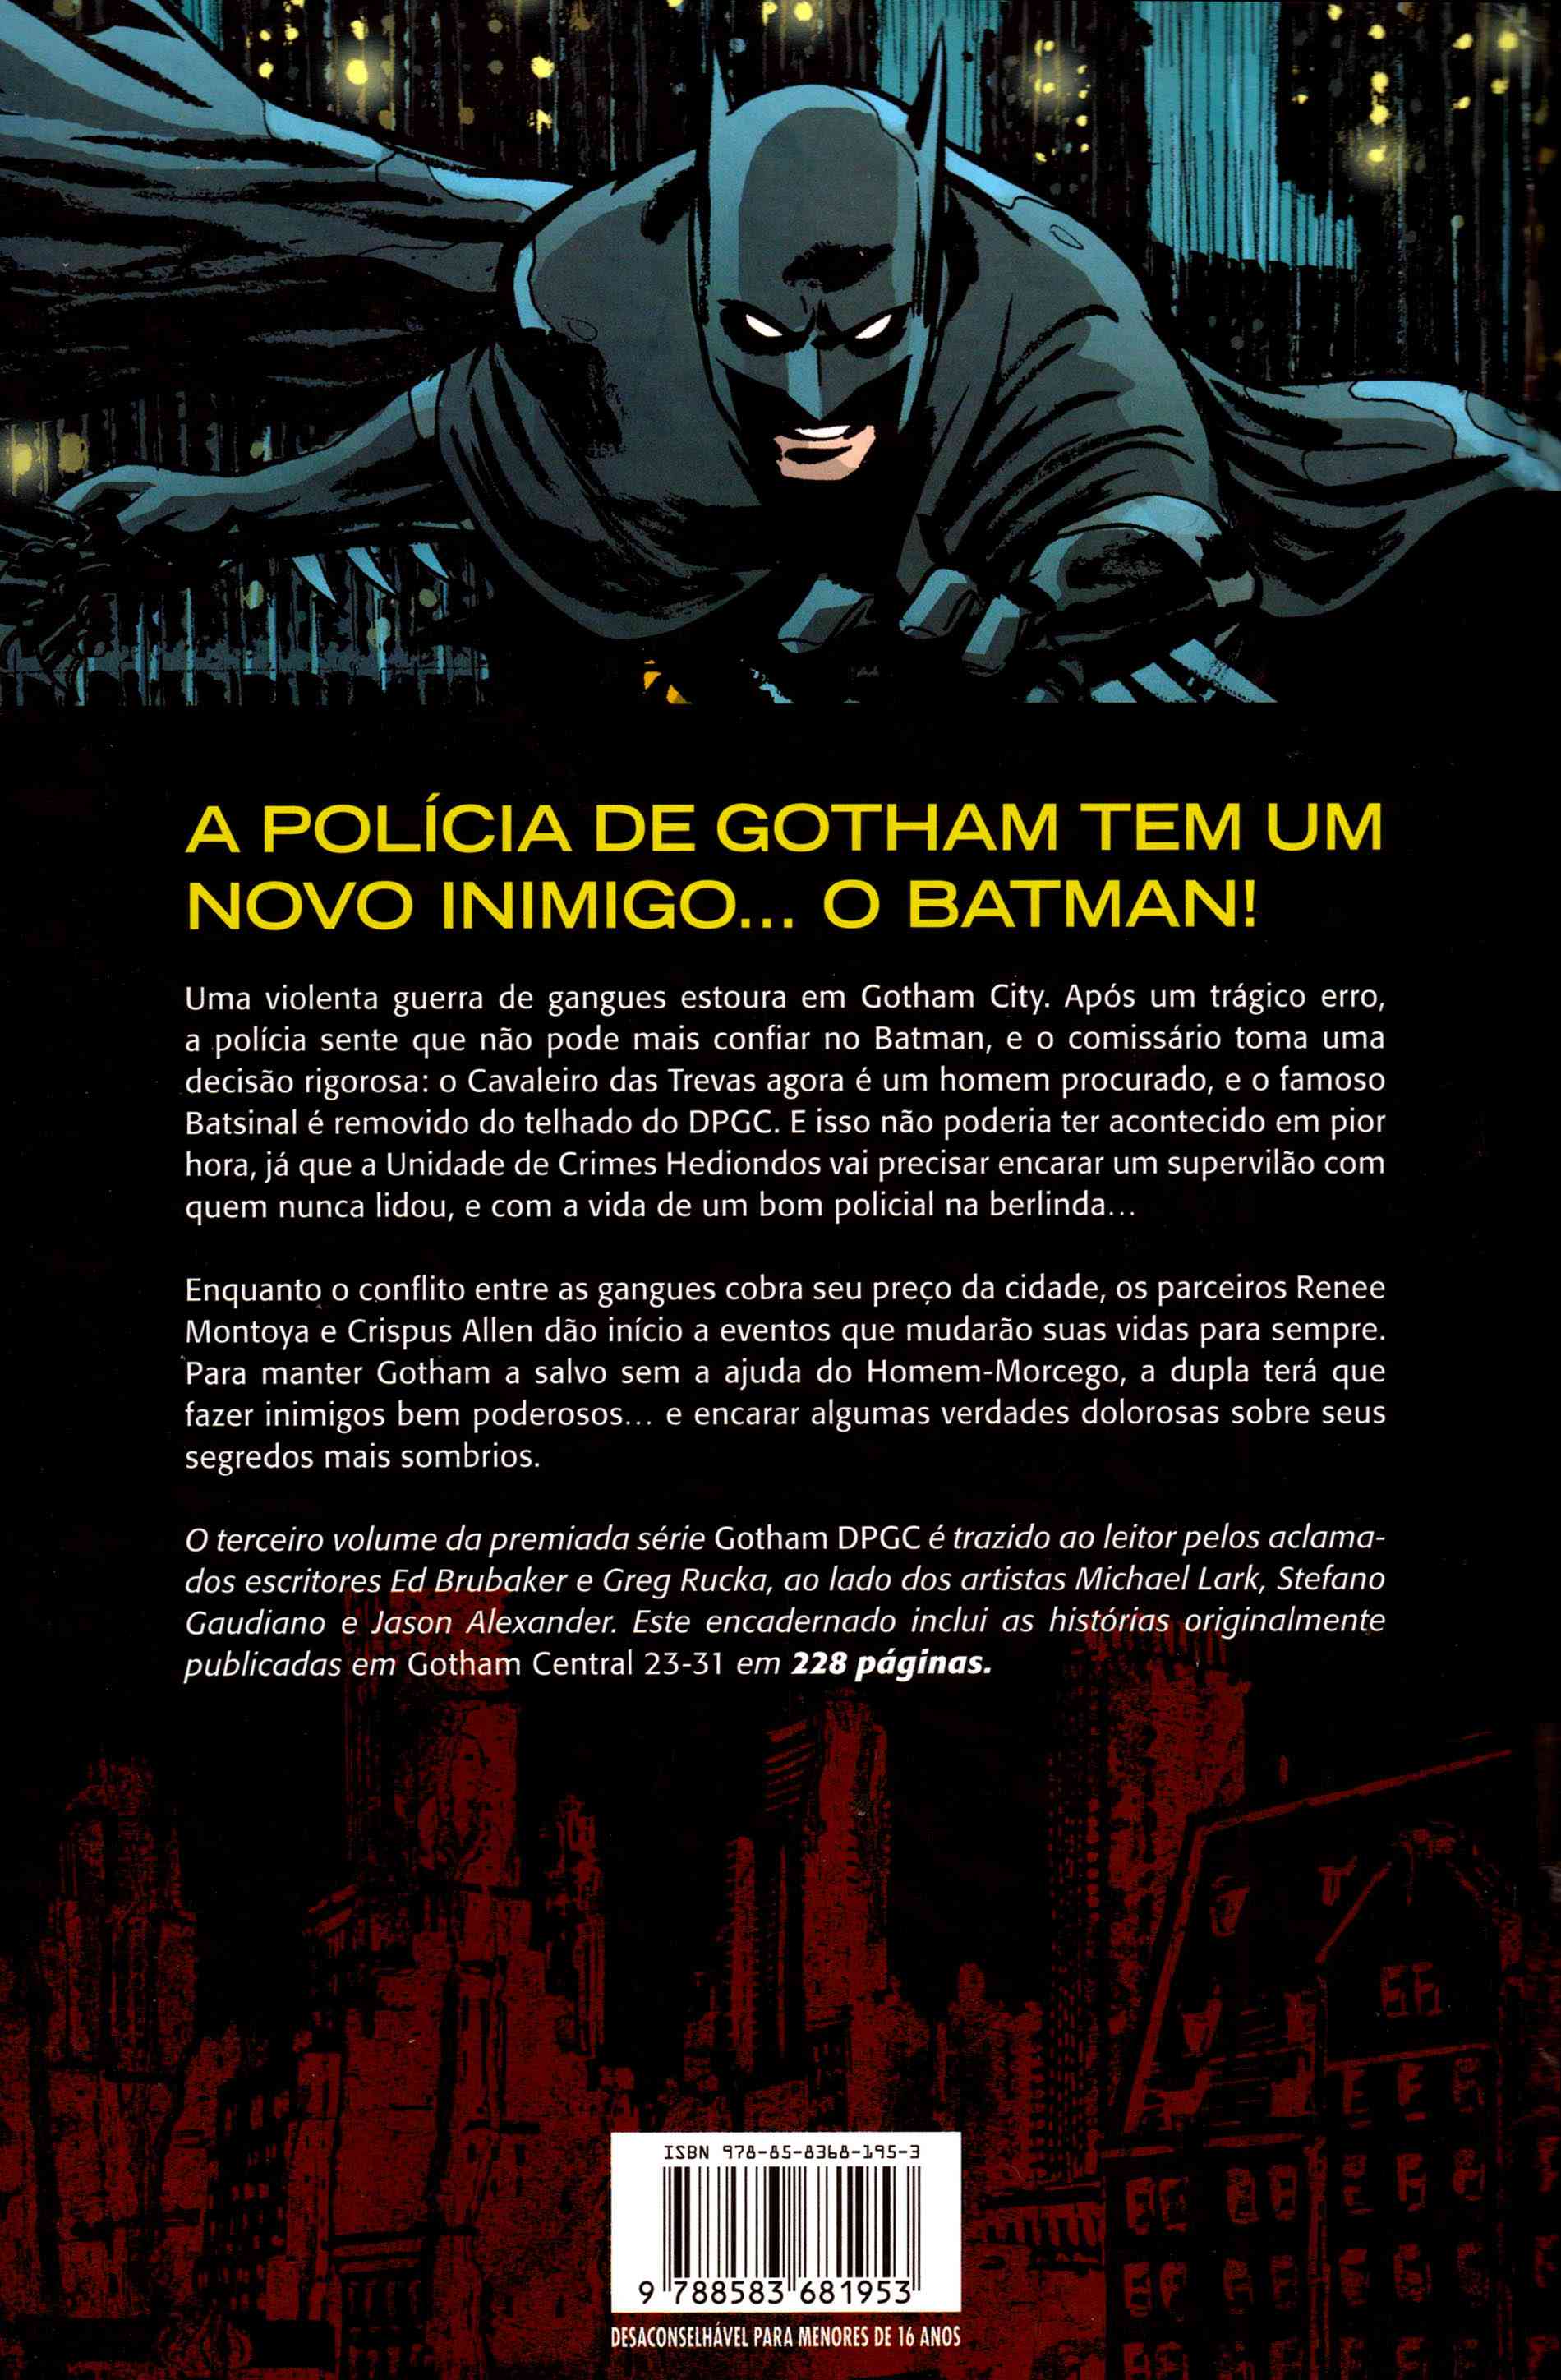 A POLÍCIA DE GOTHAM TEM UM
NOVO INIMIGO... O BATMAN!
Uma violenta guerra de gangues estoura em Gotham City. Após um trágico erro,
a polícia sente que não pode mais confiar no Batman, e o comissário toma uma
decisão rigorosa: o Cavaleiro das Trevas agora é um homem procurado, e o famoso
Batsinal é removido do telhado do DPGC. E isso não poderia ter acontecido em pior
hora, já que a Unidade de Crimes Hediondos vai precisar encarar um supervilão com
quem nunca lidou, e com a vida de um bom policial na berlinda...
Enquanto o conflito entre as gangues cobra seu preço da cidade, os parceiros Renee
Montoya e Crispus Allen dão início a eventos que mudarão suas vidas para sempre.
Para manter Gotham a salvo sem a ajuda do Homem-Morcego, a dupla terá que
fazer inimigos bem poderosos... e encarar algumas verdades dolorosas sobre seus
segredos mais sombrios.
O terceiro volume da premiada série Gotham DPGC é trazido ao leitor pelos aclama-
dos escritores Ed Brubaker e Greg Rucka, ao lado dos artistas Michael Lark, Stefano
Gaudiano e Jason Alexander. Este encadernado inclui as histórias originalmente
publicadas em Gotham Central 23-31 em 228 páginas.
ISBN 978-85-8368-195-3
9 788583 681953
DESACONSELHÁVEL PARA MENORES DE 16 ANOS